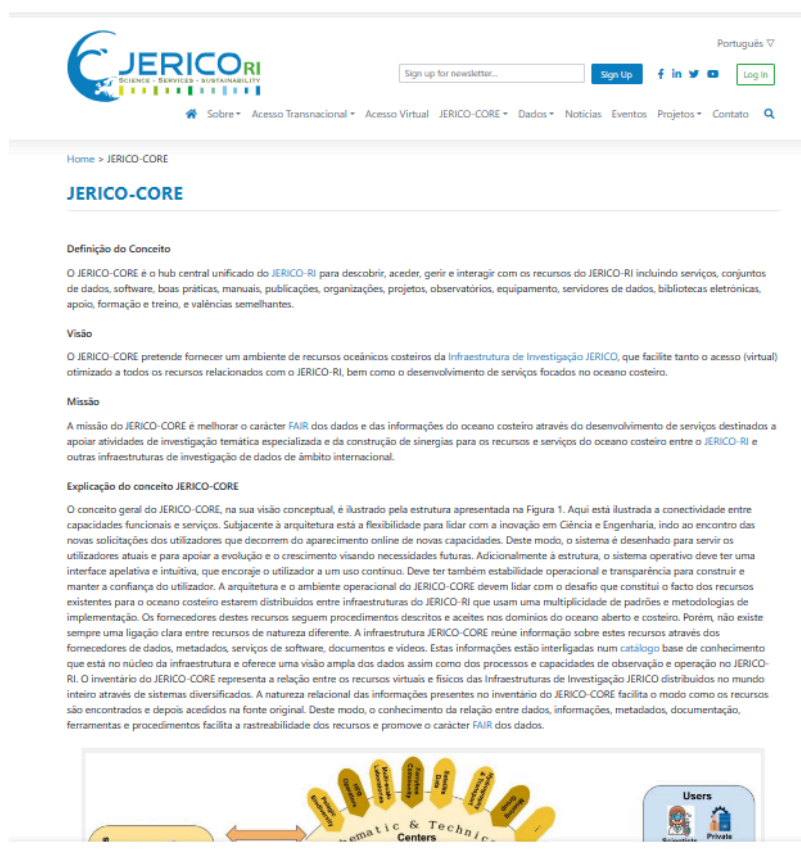 Português ▽
JERICO RI
SCIENCE - SERVICES - SUSTAINABILITY
Sign up for newsletter...
Sign Up
Log In
Sobre
Acesso Transnacional
Acesso Virtual
JERICO-CORE
Dados
Notícias
Eventos
Projetos
Contato
Home > JERICO-CORE
JERICO-CORE
Definição do Conceito
O JERICO-CORE é o hub central unificado do JERICO-RI para descobrir, aceder, gerir e interagir com os recursos do JERICO-RI incluindo serviços, conjuntos
de dados, software, boas práticas, manuais, publicações, organizações, projetos, observatórios, equipamento, servidores de dados, bibliotecas eletrónicas,
apoio, formação e treino, e valências semelhantes.
Visão
O JERICO-CORE pretende fornecer um ambiente de recursos oceânicos costeiros da Infraestrutura de Investigação JERICO, que facilite tanto o acesso (virtual)
otimizado a todos os recursos relacionados com o JERICO-RI, bem como o desenvolvimento de serviços focados no oceano costeiro.
Missão
A missão do JERICO-CORE é melhorar o carácter FAIR dos dados e das informações do oceano costeiro através do desenvolvimento de serviços destinados a
apoiar atividades de investigação temática especializada e da construção de sinergias para os recursos e serviços do oceano costeiro entre o JERICO-RI e
outras infraestruturas de investigação de dados de âmbito internacional.
Explicação do conceito JERICO-CORE
O conceito geral do JERICO-CORE, na sua visão conceptual, é ilustrado pela estrutura apresentada na Figura 1. Aqui está ilustrada a conectividade entre
capacidades funcionais e serviços. Subjacente à arquitetura está a flexibilidade para lidar com a inovação em Ciência e Engenharia, indo ao encontro das
novas solicitações dos utilizadores que decorrem do aparecimento online de novas capacidades. Deste modo, o sistema é desenhado para servir os
utilizadores atuais e para apoiar a evolução e o crescimento visando necessidades futuras. Adicionalmente à estrutura, o sistema operativo deve ter uma
interface apelativa e intuitiva, que encoraje o utilizador a um uso contínuo. Deve ter também estabilidade operacional e transparência para construir e
manter a confiança do utilizador. A arquitetura e o ambiente operacional do JERICO-CORE devem lidar com o desafio que constitui o facto dos recursos
existentes para o oceano costeiro estarem distribuídos entre infraestruturas do JERICO-RI que usam uma multiplicidade de padrões e metodologias de
implementação. Os fornecedores destes recursos seguem procedimentos descritos e aceites nos domínios do oceano aberto e costeiro. Porém, não existe
sempre uma ligação clara entre recursos de natureza diferente. A infraestrutura JERICO-CORE reúne informação sobre estes recursos através dos
fornecedores de dados, metadados, serviços de software, documentos e vídeos. Estas informações estão interligadas num catálogo base de conhecimento
que está no núcleo da infraestrutura e oferece uma visão ampla dos dados assim como dos processos e capacidades de observação e operação no JERICO-
RI. O inventário do JERICO-CORE representa a relação entre os recursos virtuais e físicos das Infraestruturas de Investigação JERICO distribuídos no mundo
inteiro através de sistemas diversificados. A natureza relacional das informações presentes no inventário do JERICO-CORE facilita o modo como os recursos
são encontrados e depois acedidos na fonte original. Deste modo, o conhecimento da relação entre dados, informações, metadados, documentação,
ferramentas e procedimentos facilita a rastreabilidade dos recursos e promove o carácter FAIR dos dados.
Pelagic
Biodiversity
HFR
Operators
Multi-scale
Laboratories
Ferrybox
Community
Satellite
Data
Hydrography
& Transport
Mooring
Group
...
Thematic & Technical
Centers
Users
Scientists
Private